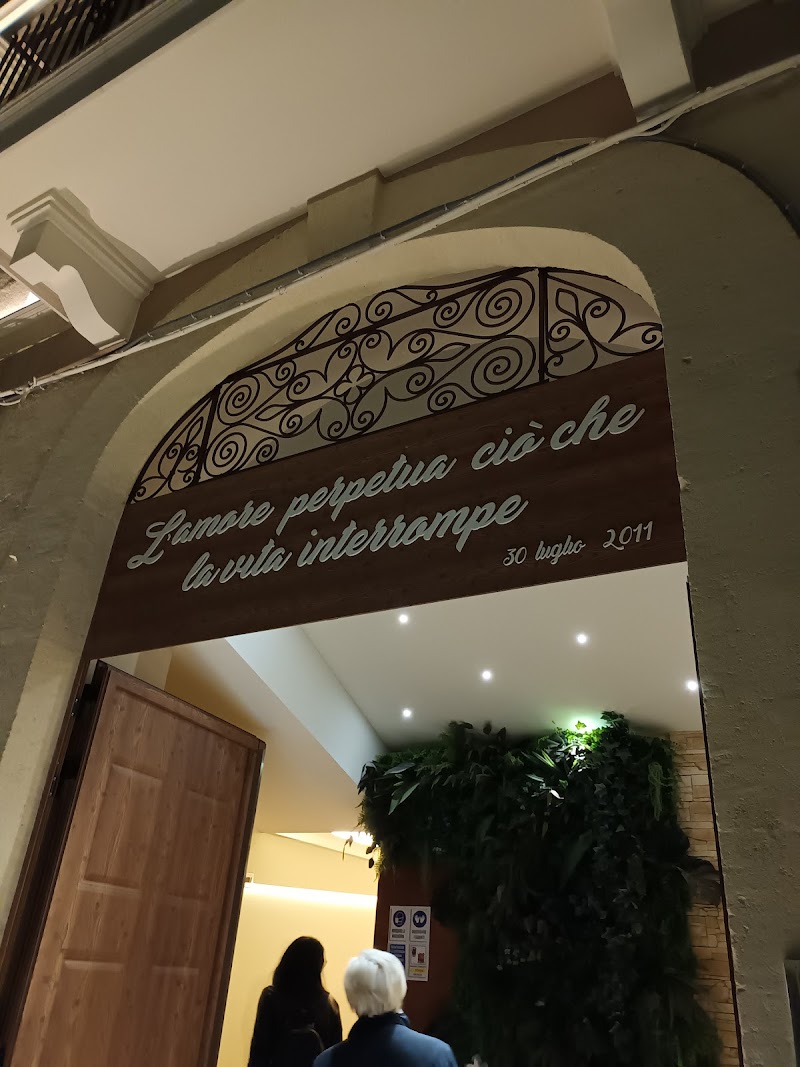 L'amore perpetua ciò che
la vita interrompe
30 luglio 2011